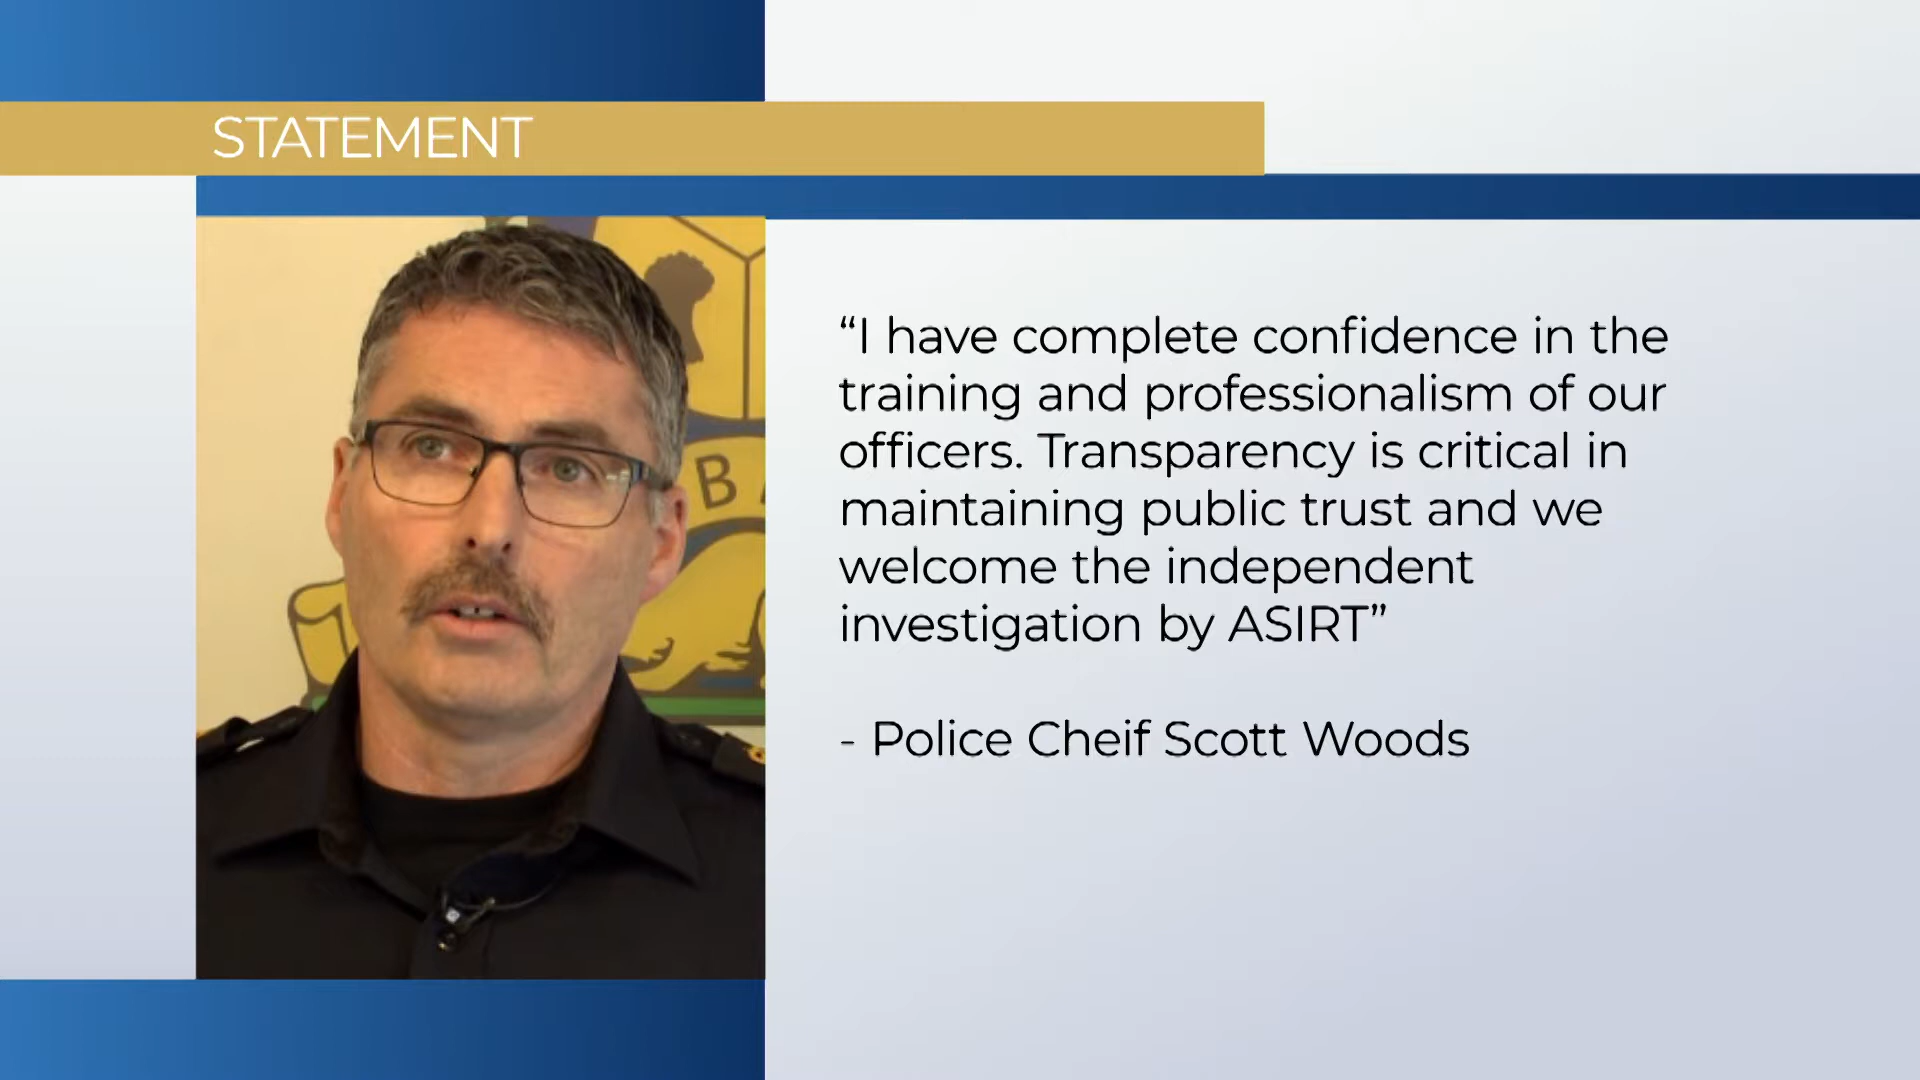 STATEMENT
“I have complete confidence in the
training and professionalism of our
officers. Transparency is critical in
maintaining public trust and we
welcome the independent
investigation by ASIRT”
- Police Cheif Scott Woods
B